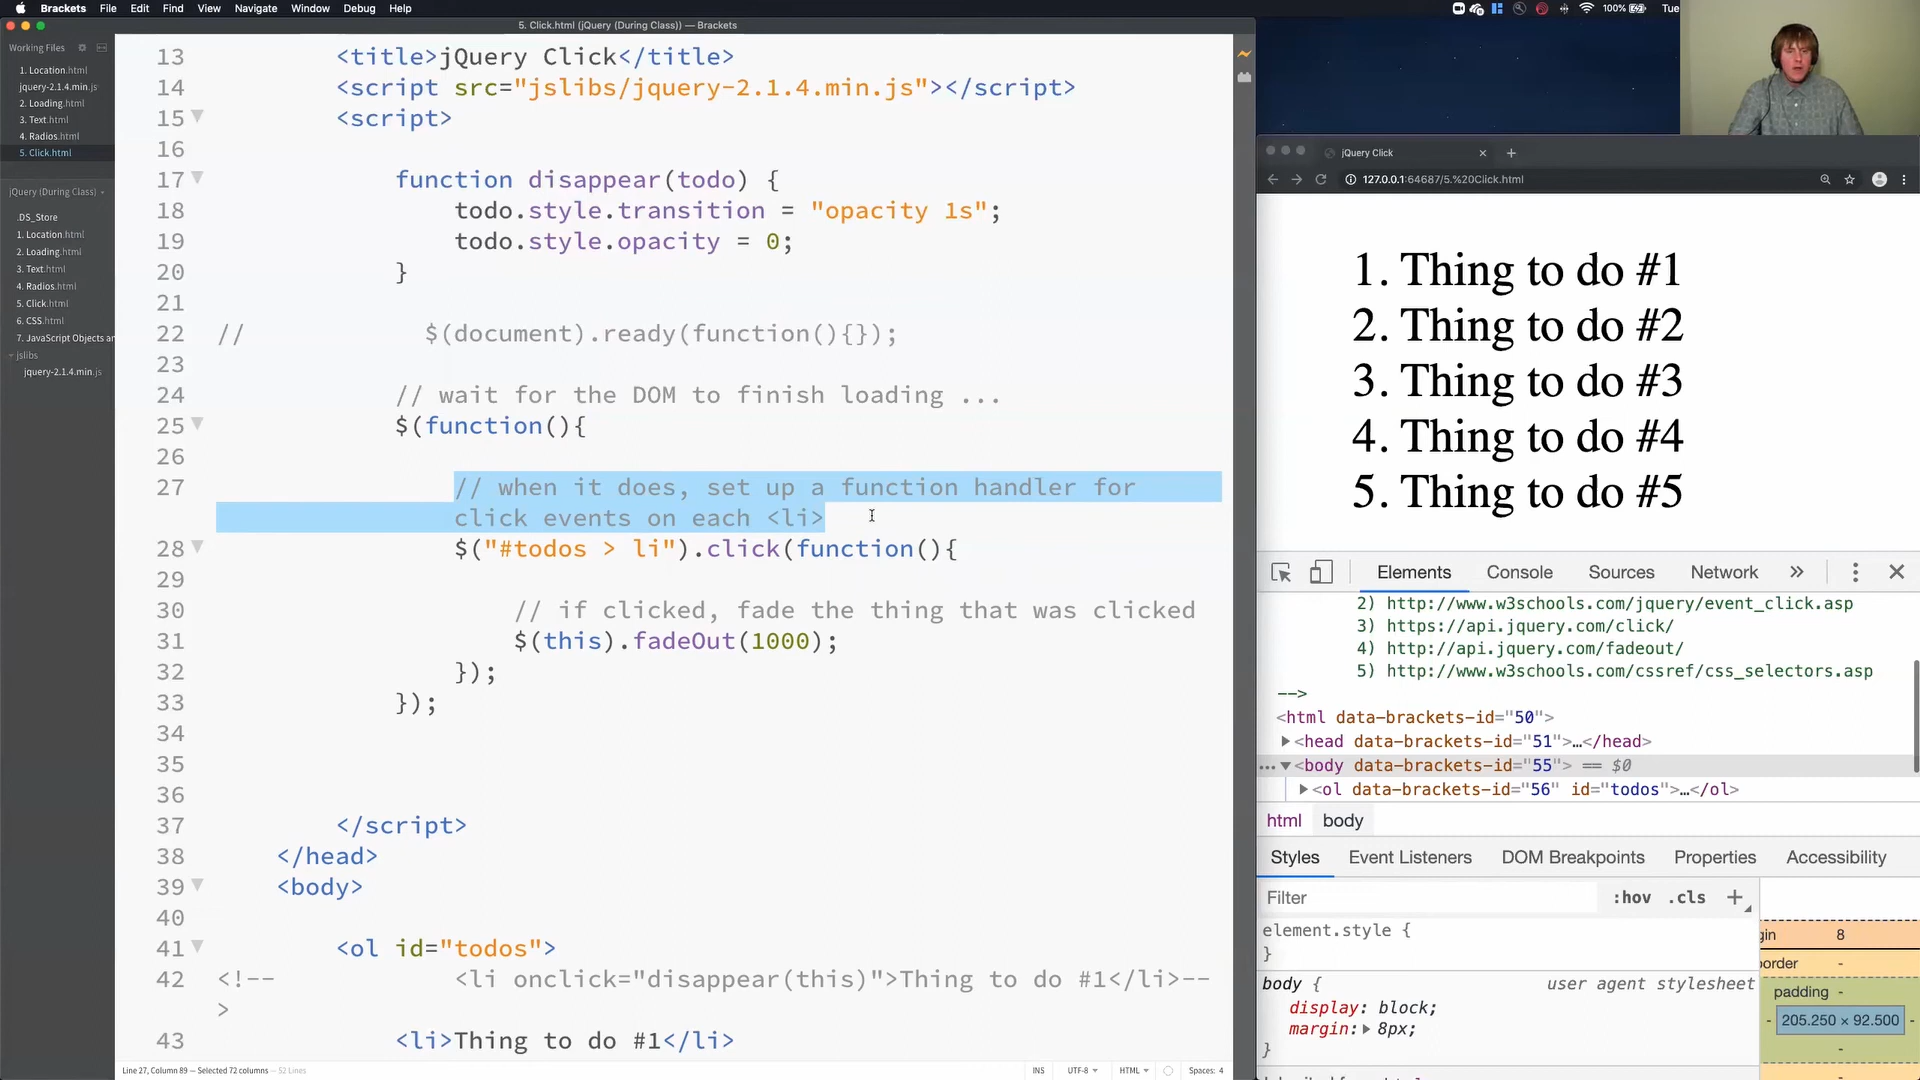 Brackets File Edit Find View Navigate Window Debug Help
100% Tue
5. Click.html (jQuery (During Class)) — Brackets
Working Files
1. Location.html
jquery-2.1.4.min.js
2. Loading.html
3. Text.html
4. Radios.html
5. Click.html
jQuery (During Class)
.DS_Store
1. Location.html
2. Loading.html
3. Text.html
4. Radios.html
5. Click.html
6. CSS.html
7. JavaScript Objects an
jslibs
jquery-2.1.4.min.js
13 <title>jQuery Click</title>
14 <script src="jslibs/jquery-2.1.4.min.js"></script>
15 <script>
16
17 function disappear(todo) {
18 todo.style.transition = "opacity 1s";
19 todo.style.opacity = 0;
20 }
21
22 // $(document).ready(function(){});
23
24 // wait for the DOM to finish loading ...
25 $(function(){
26
27 // when it does, set up a function handler for
click events on each <li>
28 $("#todos > li").click(function(){
29
30 // if clicked, fade the thing that was clicked
31 $(this).fadeOut(1000);
32 });
33 });
34
35
36
37 </script>
38 </head>
39 <body>
40
41 <ol id="todos">
42 <!-- <li onclick="disappear(this)">Thing to do #1</li>--
>
43 <li>Thing to do #1</li>
Line 27, Column 89 — Selected 72 columns — 52 Lines
INS UTF-8 HTML Spaces: 4
jQuery Click
127.0.0.1:64687/5.%20Click.html
1. Thing to do #1
2. Thing to do #2
3. Thing to do #3
4. Thing to do #4
5. Thing to do #5
Elements Console Sources Network »
2) http://www.w3schools.com/jquery/event_click.asp
3) https://api.jquery.com/click/
4) http://api.jquery.com/fadeout/
5) http://www.w3schools.com/cssref/css_selectors.asp
-->
<html data-brackets-id="50">
<head data-brackets-id="51">…</head>
<body data-brackets-id="55"> == $0
<ol data-brackets-id="56" id="todos">…</ol>
html body
Styles Event Listeners DOM Breakpoints Properties Accessibility
Filter :hov .cls +
element.style {
}
body { user agent stylesheet
display: block;
margin: 8px;
}
gin 8
order -
padding -
- 205.250 × 92.500 -
-